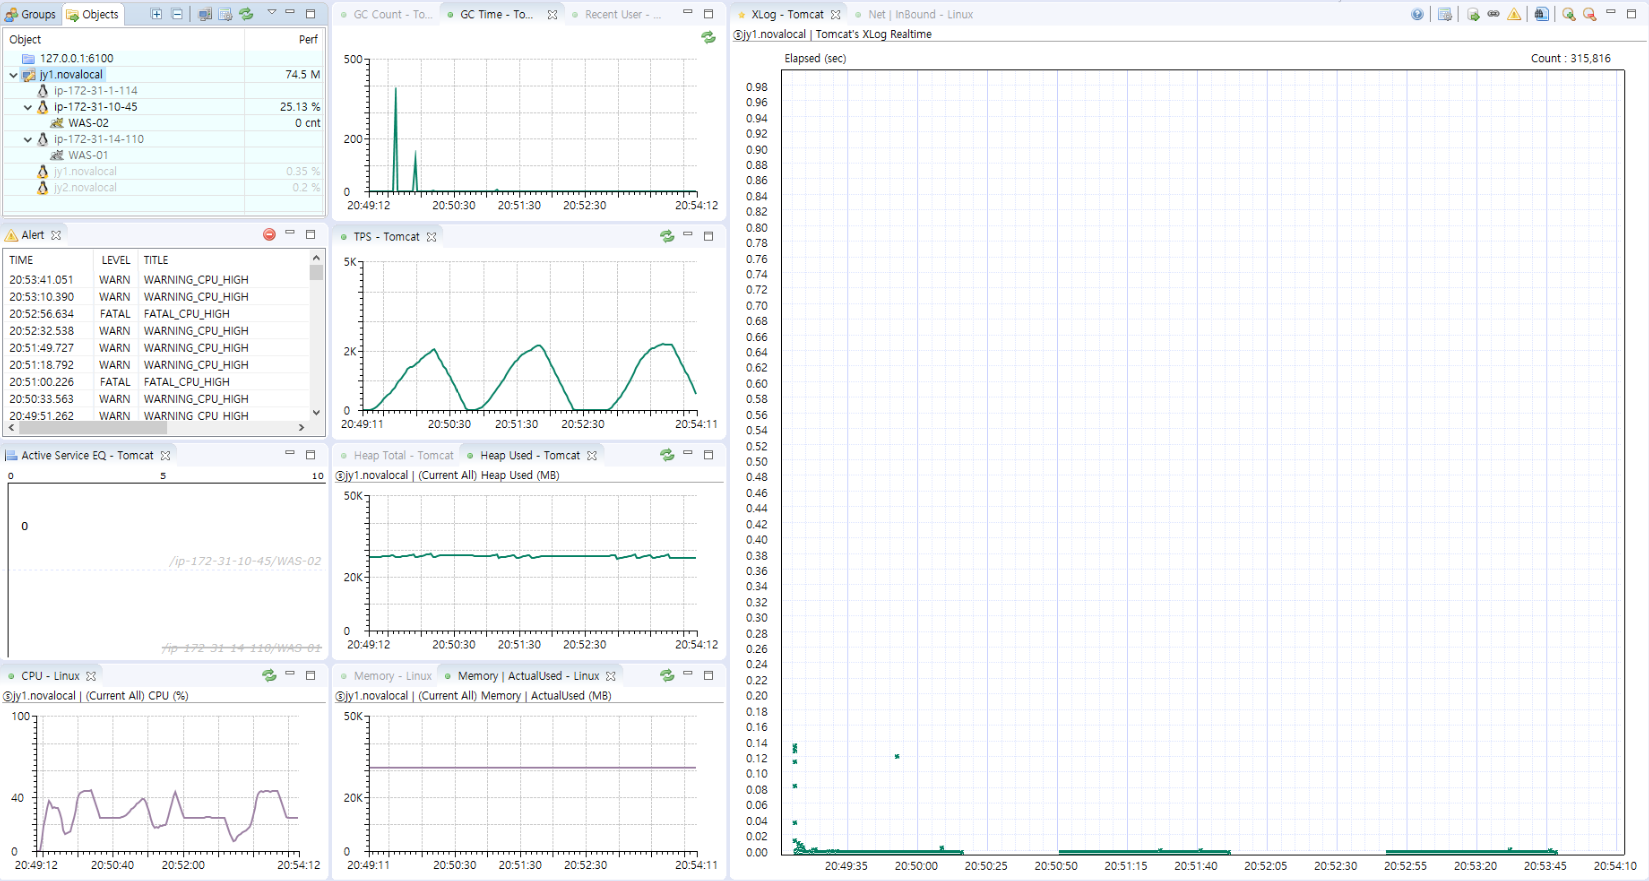 Groups Objects
Object Perf
127.0.0.1:6100
jy1.novalocal 74.5 M
ip-172-31-1-114
ip-172-31-10-45 25.13 %
WAS-02 0 cnt
ip-172-31-14-110
WAS-01
jy1.novalocal 0.35 %
jy2.novalocal 0.2 %
Alert
TIME LEVEL TITLE
20:53:41.051 WARN WARNING_CPU_HIGH
20:53:10.390 WARN WARNING_CPU_HIGH
20:52:56.634 FATAL FATAL_CPU_HIGH
20:52:32.538 WARN WARNING_CPU_HIGH
20:51:49.727 WARN WARNING_CPU_HIGH
20:51:18.792 WARN WARNING_CPU_HIGH
20:51:00.226 FATAL FATAL_CPU_HIGH
20:50:33.563 WARN WARNING_CPU_HIGH
20:49:51.262 WARN WARNING CPU HIGH
Active Service EQ - Tomcat
0 5 10
0
/ip-172-31-10-45/WAS-02
/ip-172-31-14-110/WAS-01
CPU - Linux
ⓢjy1.novalocal | (Current All) CPU (%)
100
40
0
20:49:12 20:50:40 20:52:00 20:54:12
GC Count - To... GC Time - To... Recent User - ...
500
200
0
20:49:12 20:50:30 20:51:30 20:52:30 20:54:12
TPS - Tomcat
5K
2K
0
20:49:11 20:50:30 20:51:30 20:52:30 20:54:11
Heap Total - Tomcat Heap Used - Tomcat
ⓢjy1.novalocal | (Current All) Heap Used (MB)
50K
20K
0
20:49:12 20:50:30 20:51:30 20:52:30 20:54:12
Memory - Linux Memory | ActualUsed - Linux
ⓢjy1.novalocal | (Current All) Memory | ActualUsed (MB)
50K
20K
0
20:49:11 20:50:30 20:51:30 20:52:30 20:54:11
XLog - Tomcat Net | InBound - Linux
ⓢjy1.novalocal | Tomcat's XLog Realtime
Elapsed (sec) Count : 315,816
0.98
0.96
0.94
0.92
0.90
0.88
0.86
0.84
0.82
0.80
0.78
0.76
0.74
0.72
0.70
0.68
0.66
0.64
0.62
0.60
0.58
0.56
0.54
0.52
0.50
0.48
0.46
0.44
0.42
0.40
0.38
0.36
0.34
0.32
0.30
0.28
0.26
0.24
0.22
0.20
0.18
0.16
0.14
0.12
0.10
0.08
0.06
0.04
0.02
0.00
20:49:35 20:50:00 20:50:25 20:50:50 20:51:15 20:51:40 20:52:05 20:52:30 20:52:55 20:53:20 20:53:45 20:54:10